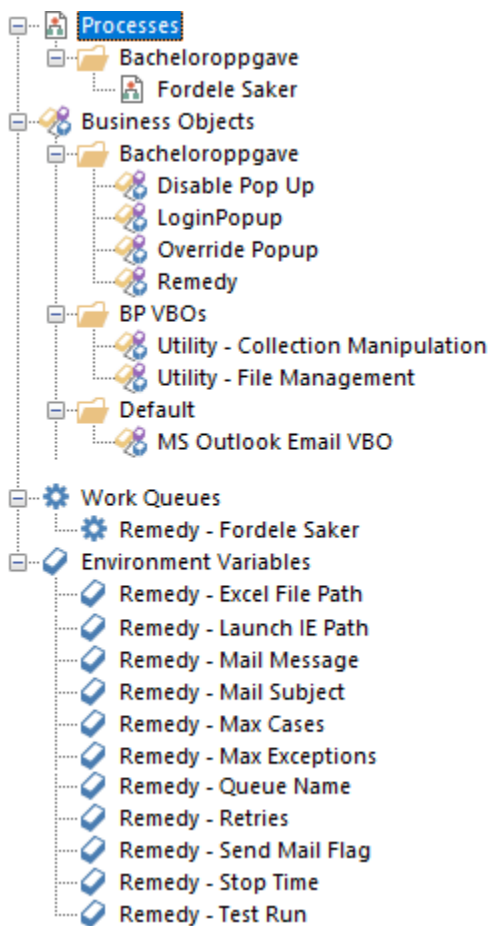 Processes
Bacheloroppgave
Fordele Saker
Business Objects
Bacheloroppgave
Disable Pop Up
LoginPopup
Override Popup
Remedy
BP VBOs
Utility - Collection Manipulation
Utility - File Management
Default
MS Outlook Email VBO
Work Queues
Remedy - Fordele Saker
Environment Variables
Remedy - Excel File Path
Remedy - Launch IE Path
Remedy - Mail Message
Remedy - Mail Subject
Remedy - Max Cases
Remedy - Max Exceptions
Remedy - Queue Name
Remedy - Retries
Remedy - Send Mail Flag
Remedy - Stop Time
Remedy - Test Run